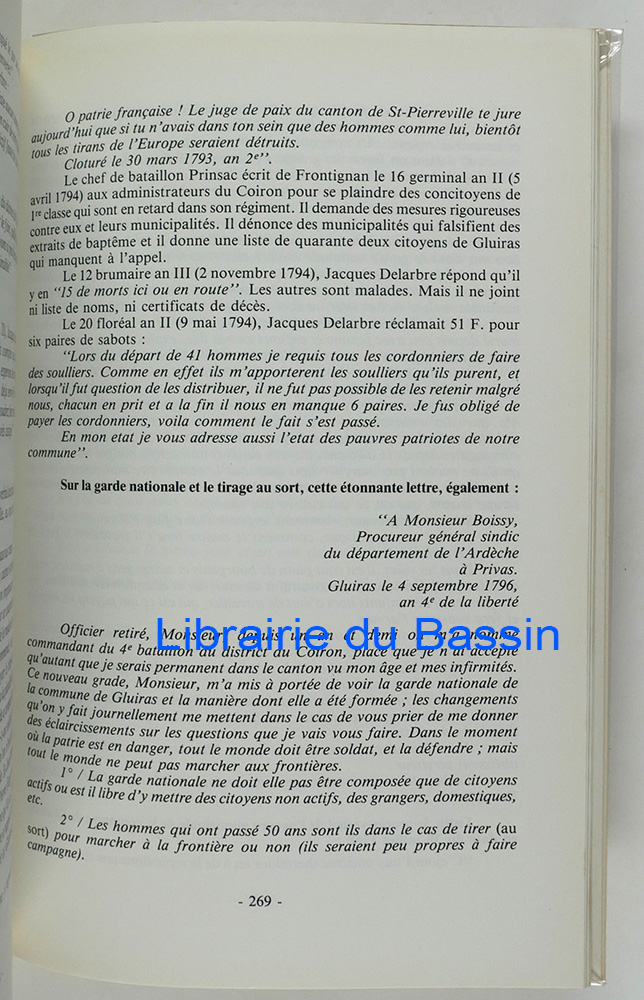 O patrie française ! Le juge de paix du canton de St-Pierreville te jure
aujourd'hui que si tu n'avais dans ton sein que des hommes comme lui, bientôt
tous les tirans de l'Europe seraient détruits.
Cloturé le 30 mars 1793, an 2e".
Le chef de bataillon Prinsac écrit de Frontignan le 16 germinal an II (5
avril 1794) aux administrateurs du Coiron pour se plaindre des concitoyens de
1re classe qui sont en retard dans son régiment. Il demande des mesures rigoureuses
contre eux et leurs municipalités. Il dénonce des municipalités qui falsifient des
extraits de baptême et il donne une liste de quarante deux citoyens de Gluiras
qui manquent à l'appel.
Le 12 brumaire an III (2 novembre 1794), Jacques Delarbre répond qu'il
y en "15 de morts ici ou en route". Les autres sont malades. Mais il ne joint
ni liste de noms, ni certificats de décès.
Le 20 floréal an II (9 mai 1794), Jacques Delarbre réclamait 51 F. pour
six paires de sabots :
"Lors du départ de 41 hommes je requis tous les cordonniers de faire
des soulliers. Comme en effet ils m'apporterent les soulliers qu'ils purent, et
lorsqu'il fut question de les distribuer, il ne fut pas possible de les retenir malgré
nous, chacun en prit et a la fin il nous en manque 6 paires. Je fus obligé de
payer les cordonniers, voila comment le fait s'est passé.
En mon etat je vous adresse aussi l'etat des pauvres patriotes de notre
commune".
Sur la garde nationale et le tirage au sort, cette étonnante lettre, également :
"A Monsieur Boissy,
Procureur général sindic
du département de l'Ardèche
à Privas.
Gluiras le 4 septembre 1796,
an 4e de la liberté
Officier retiré, Monsieur, depuis un an et demi on m'a nommé
commandant du 4e bataillon du district du Coiron, place que je n'ai accepté
qu'autant que je serais permanent dans le canton vu mon âge et mes infirmités.
Ce nouveau grade, Monsieur, m'a mis à portée de voir la garde nationale de
la commune de Gluiras et la manière dont elle a été formée ; les changements
qu'on y fait journellement me mettent dans le cas de vous prier de me donner
des éclaircissements sur les questions que je vais vous faire. Dans le moment
où la patrie est en danger, tout le monde doit être soldat, et la défendre ; mais
tout le monde ne peut pas marcher aux frontières.
1° / La garde nationale ne doit elle pas être composée que de citoyens
actifs ou est il libre d'y mettre des citoyens non actifs, des grangers, domestiques,
etc.
2° / Les hommes qui ont passé 50 ans sont ils dans le cas de tirer (au
sort) pour marcher à la frontière ou non (ils seraient peu propres à faire
campagne).
- 269 -
Librairie du Bassin